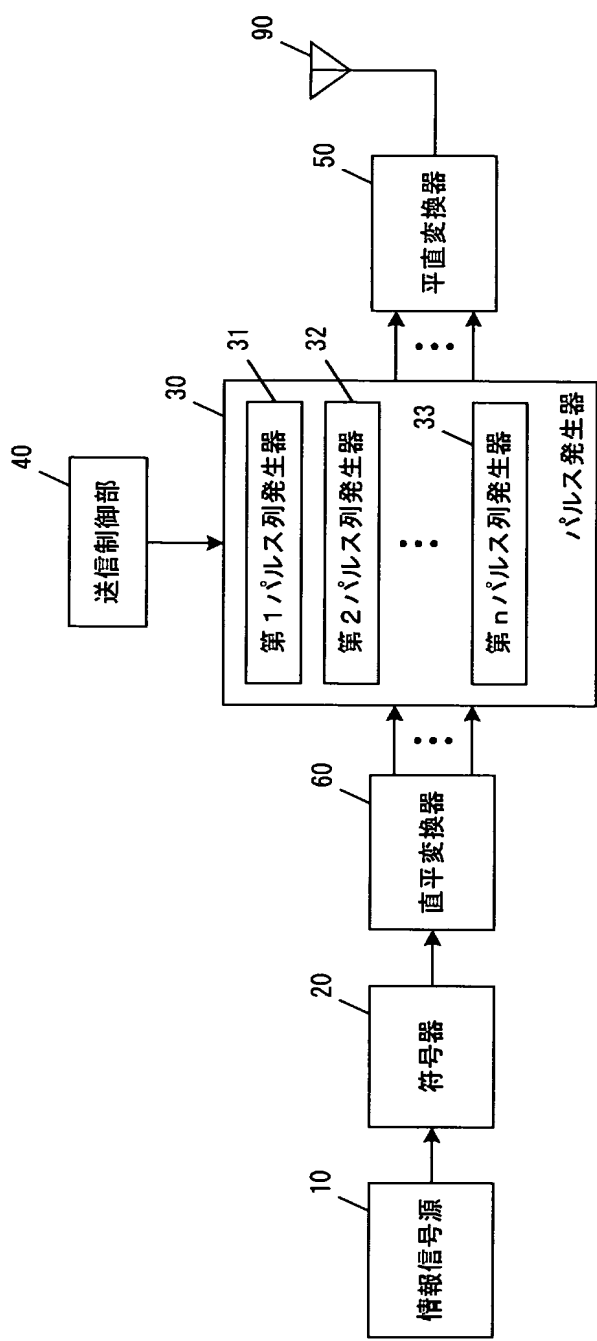 10
情報信号源
20
符号器
60
直平変換器
40
送信制御部
30
31
第1パルス列発生器
32
第2パルス列発生器
33
第nパルス列発生器
パルス発生器
50
平直変換器
90